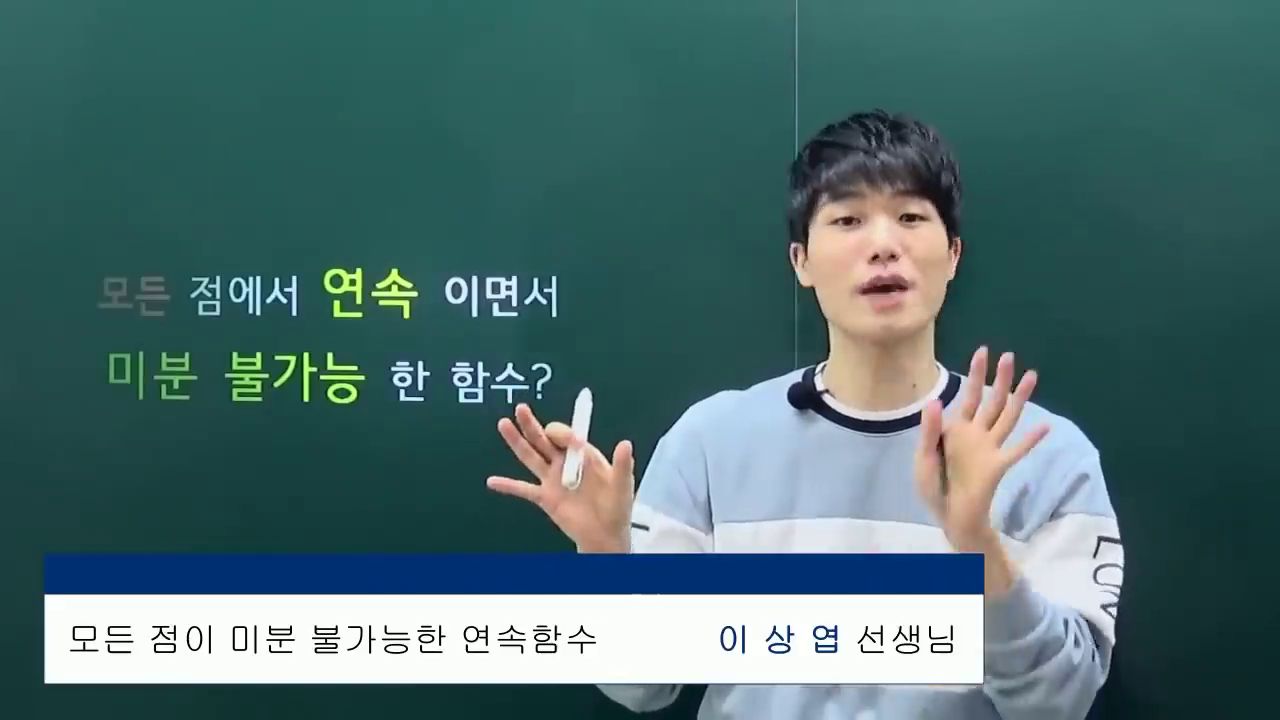 모든 점에서 연속 이면서
미분 불가능 한 함수?
모든 점이 미분 불가능한 연속함수
이 상 엽 선생님